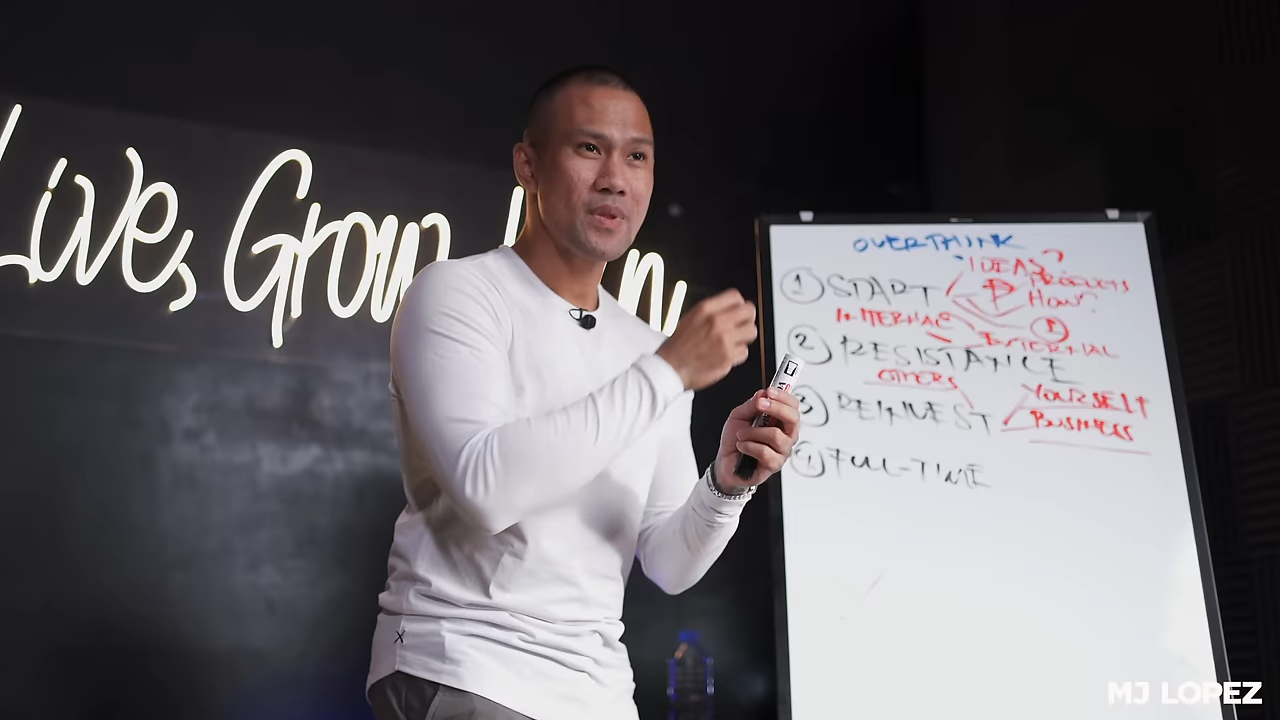 Live, Grow
OVERTHINK
IDEAS?
① START
PRODUCTS
HOW?
INTERNAL
EXTERNAL
② RESISTANCE
OTHERS
YOURSELF
③ REQUEST
BUSINESS
④ FULL-TIME
MJ LOPEZ